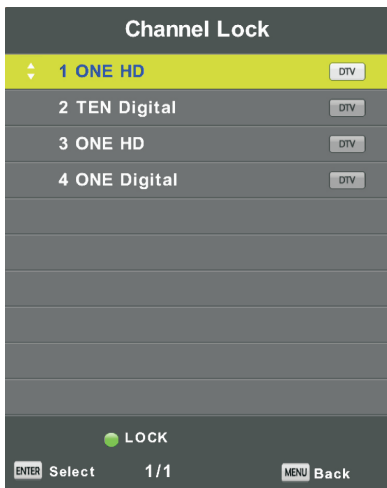 Channel Lock
1 ONE HD DTV
2 TEN Digital DTV
3 ONE HD DTV
4 ONE Digital DTV
LOCK
ENTER Select 1/1 MENU Back